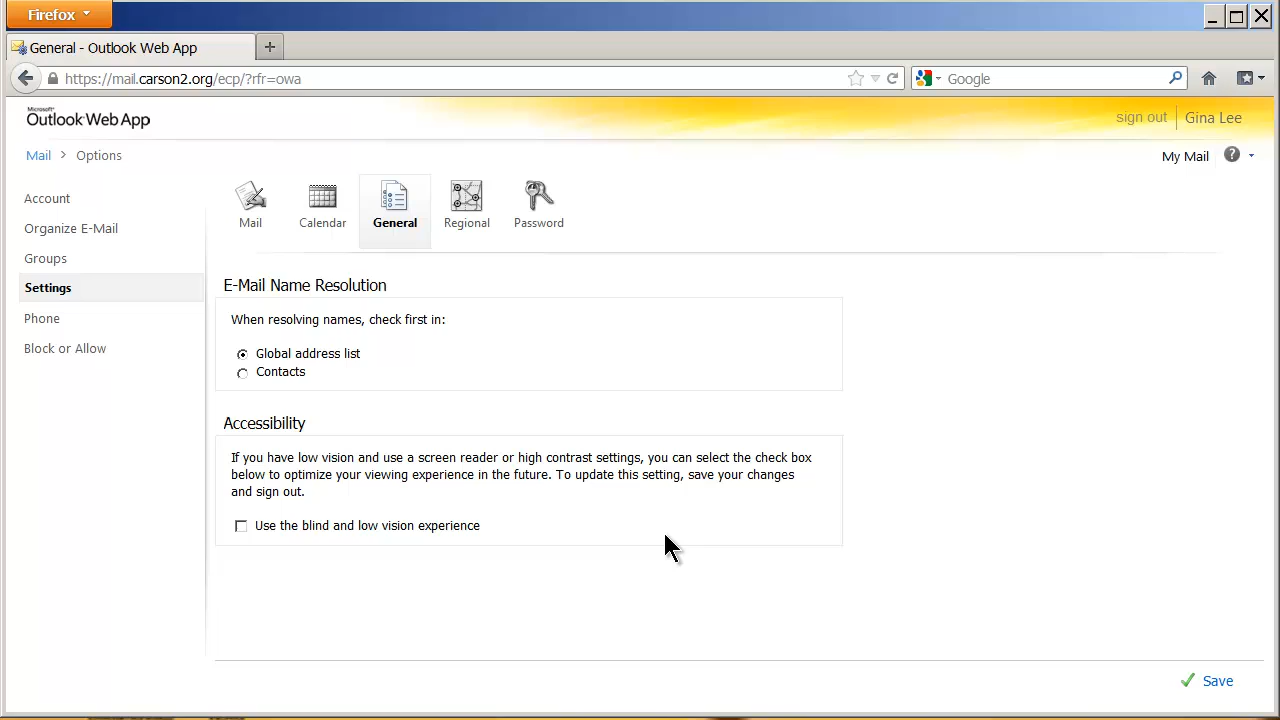 Firefox
General - Outlook Web App
https://mail.carson2.org/ecp/?rfr=owa
Google
Microsoft®
Outlook Web App
sign out
Gina Lee
Mail > Options
My Mail
Account
Organize E-Mail
Groups
Settings
Phone
Block or Allow
Mail
Calendar
General
Regional
Password
E-Mail Name Resolution
When resolving names, check first in:
Global address list
Contacts
Accessibility
If you have low vision and use a screen reader or high contrast settings, you can select the check box
below to optimize your viewing experience in the future. To update this setting, save your changes
and sign out.
Use the blind and low vision experience
Save